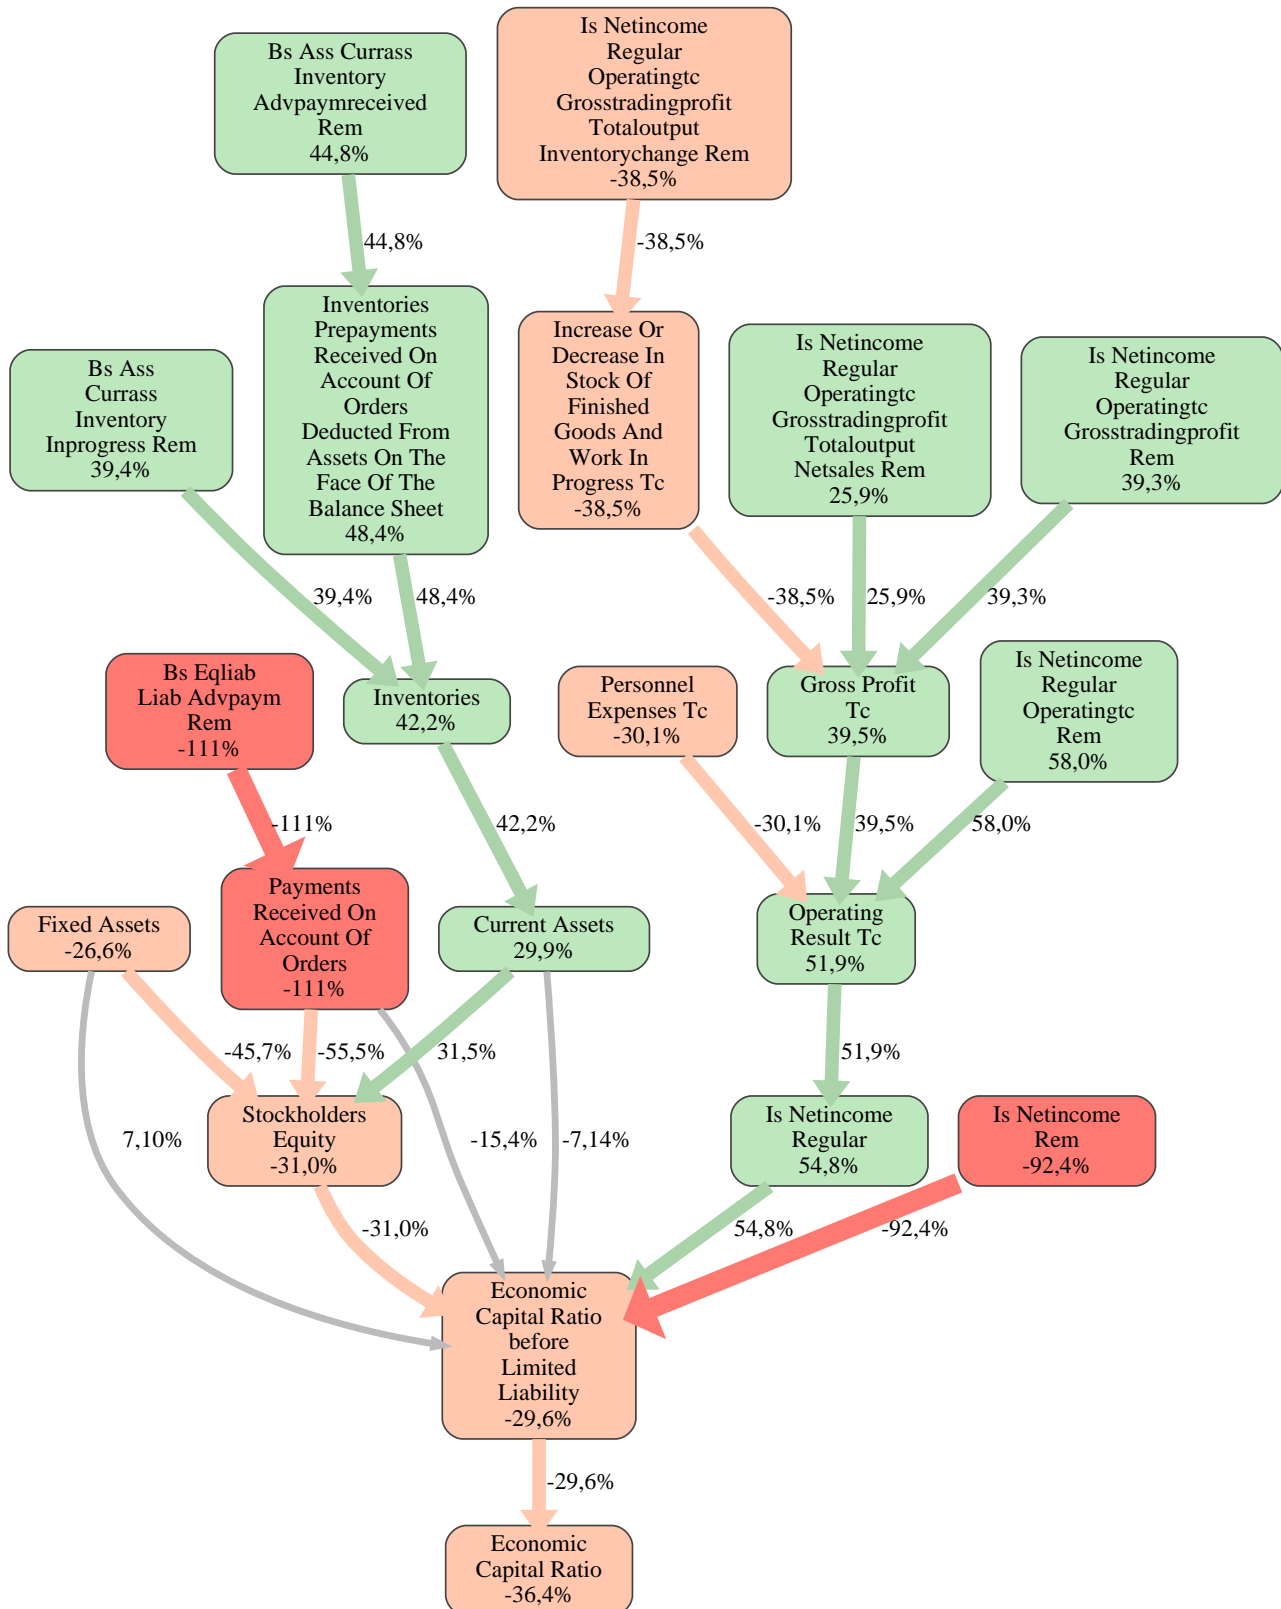 Bs Ass Currass
Inventory
Advpaymreceived
Rem
44,8%
Is Netincome
Regular
Operatingtc
Grosstradingprofit
Totaloutput
Inventorychange Rem
-38,5%
44,8%
-38,5%
Bs Ass
Currass
Inventory
Inprogress Rem
39,4%
Inventories
Prepayments
Received On
Account Of
Orders
Deducted From
Assets On The
Face Of The
Balance Sheet
48,4%
Increase Or
Decrease In
Stock Of
Finished
Goods And
Work In
Progress Tc
-38,5%
Is Netincome
Regular
Operatingtc
Grosstradingprofit
Totaloutput
Netsales Rem
25,9%
Is Netincome
Regular
Operatingtc
Grosstradingprofit
Rem
39,3%
39,4%
48,4%
-38,5%
25,9%
39,3%
Bs Eqliab
Liab Advpaym
Rem
-111%
Inventories
42,2%
Personnel
Expenses Tc
-30,1%
Gross Profit
Tc
39,5%
Is Netincome
Regular
Operatingtc
Rem
58,0%
-111%
42,2%
-30,1%
39,5%
58,0%
Fixed Assets
-26,6%
Payments
Received On
Account Of
Orders
-111%
Current Assets
29,9%
Operating
Result Tc
51,9%
-45,7%
-55,5%
31,5%
51,9%
7,10%
Stockholders
Equity
-31,0%
-15,4%
-7,14%
Is Netincome
Regular
54,8%
Is Netincome
Rem
-92,4%
-31,0%
54,8%
-92,4%
Economic
Capital Ratio
before
Limited
Liability
-29,6%
-29,6%
Economic
Capital Ratio
-36,4%